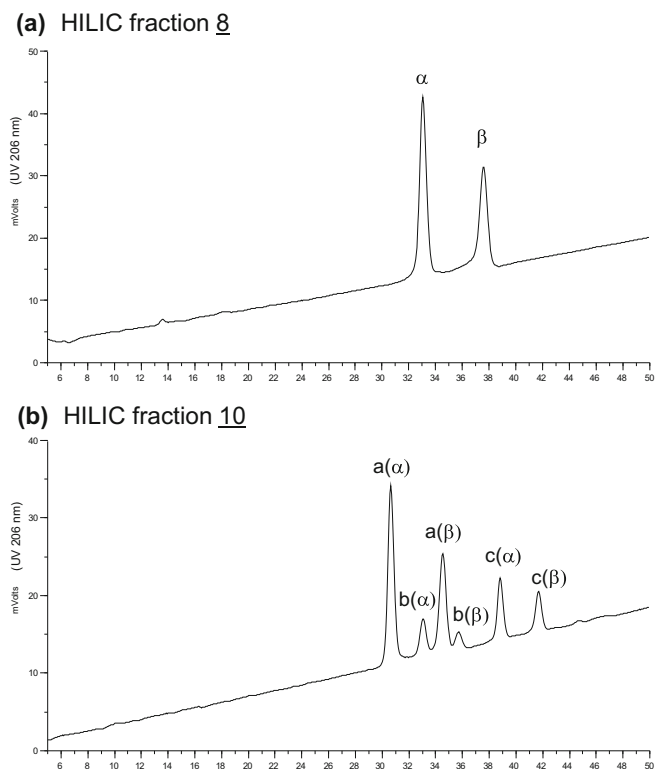 (a) HILIC fraction 8
50
40
30
20
10
0
mVolts (UV 206 nm)
α
β
6 8 10 12 14 16 18 20 22 24 26 28 30 32 34 36 38 40 42 44 46 48 50
(b) HILIC fraction 10
40
30
20
10
0
mVolts (UV 206 nm)
a(α)
a(β)
b(α)
b(β)
c(α)
c(β)
6 8 10 12 14 16 18 20 22 24 26 28 30 32 34 36 38 40 42 44 46 48 50